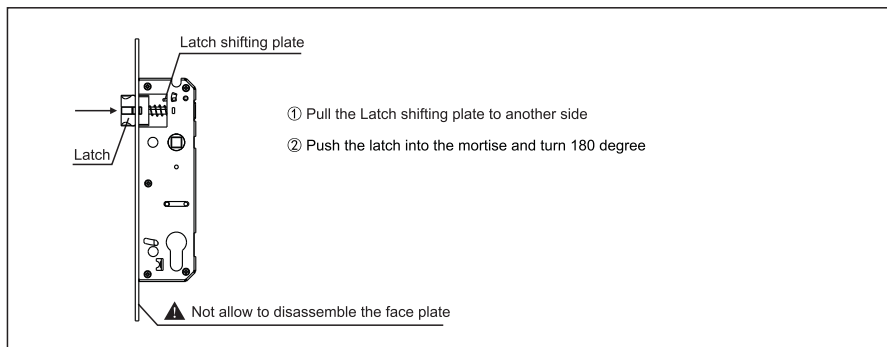 Latch shifting plate
① Pull the Latch shifting plate to another side
② Push the latch into the mortise and turn 180 degree
Latch
Not allow to disassemble the face plate